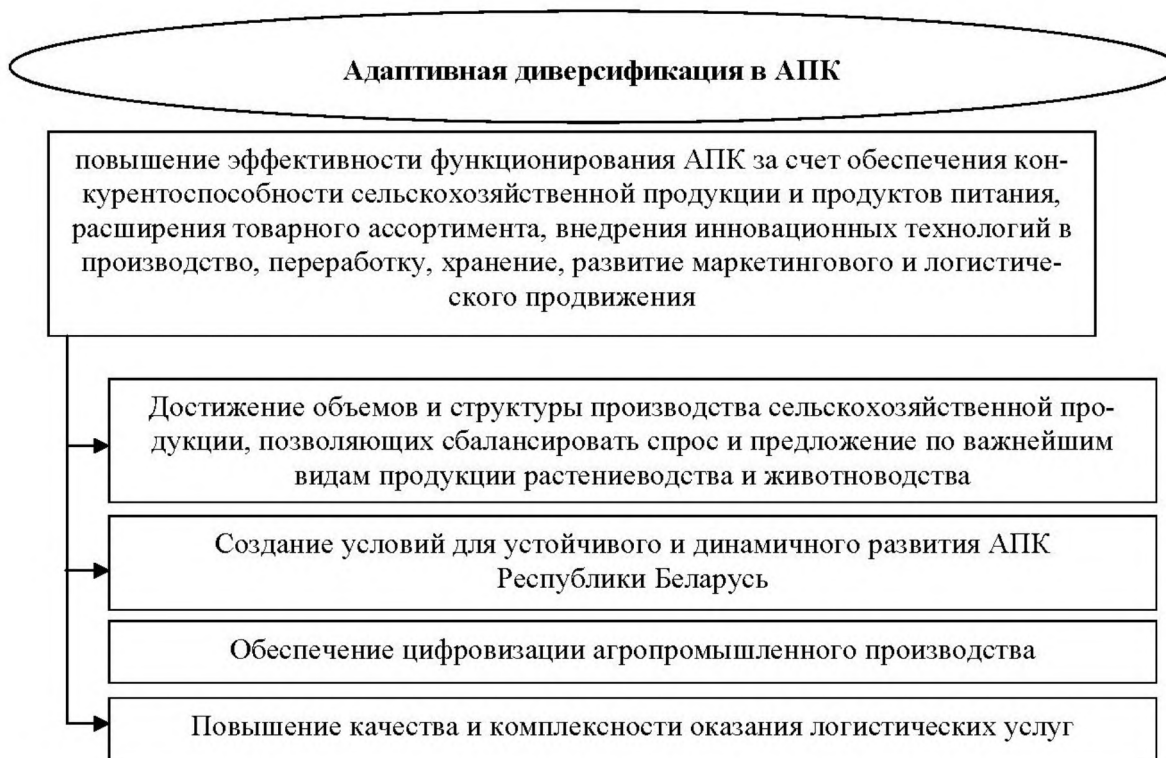 Адаптивная диверсификация в АПК
повышение эффективности функционирования АПК за счет обеспечения кон-
курентоспособности сельскохозяйственной продукции и продуктов питания,
расширения товарного ассортимента, внедрения инновационных технологий в
производство, переработку, хранение, развитие маркетингового и логистиче-
ского продвижения
Достижение объемов и структуры производства сельскохозяйственной про-
дукции, позволяющих сбалансировать спрос и предложение по важнейшим
видам продукции растениеводства и животноводства
Создание условий для устойчивого и динамичного развития АПК
Республики Беларусь
Обеспечение цифровизации агропромышленного производства
Повышение качества и комплексности оказания логистических услуг